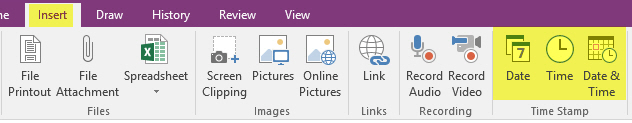 Insert Draw History Review View
File Printout
File Attachment
Spreadsheet
Screen Clipping
Pictures
Online Pictures
Link
Record Audio
Record Video
7
Date
Time
Date & Time
Files Images Links Recording Time Stamp